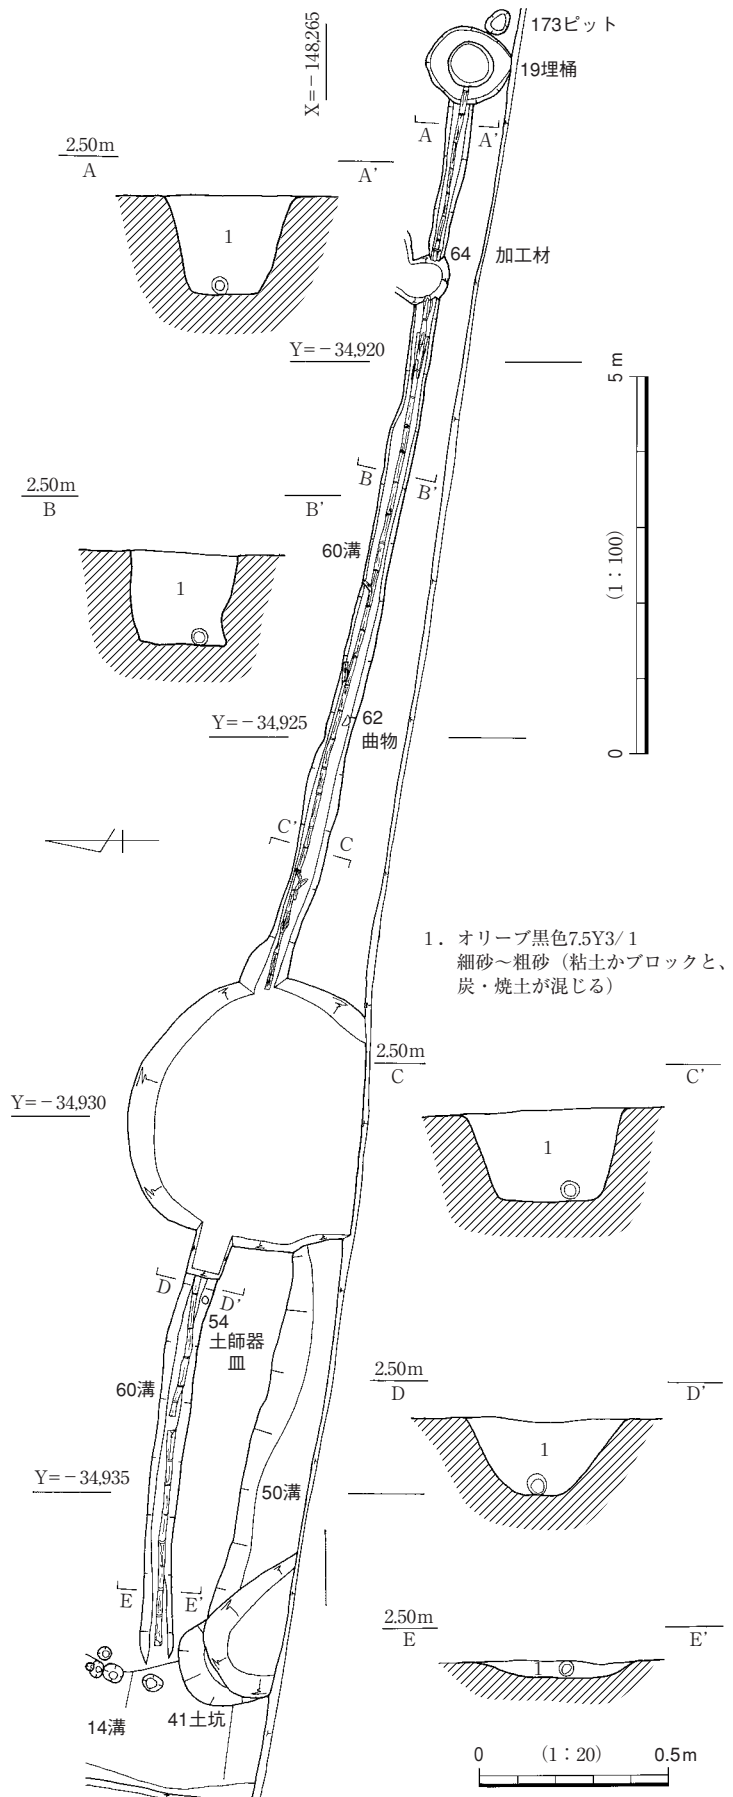 173ピット
X=－148,265
19埋桶
A
A'
2.50m
A
A'
1
64 加工材
Y=－34,920
5m
(1：100)
0
2.50m
B
B'
B
B'
1
60溝
62
曲物
Y=－34,925
C'
C
1．オリーブ黒色7.5Y3/1
細砂～粗砂（粘土かブロックと、
炭・焼土が混じる）
2.50m
C
C'
1
Y=－34,930
D
D'
54
土師器
皿
2.50m
D
D'
1
60溝
Y=－34,935
50溝
E
E'
2.50m
E
E'
1
14溝
41土坑
0 (1：20) 0.5m